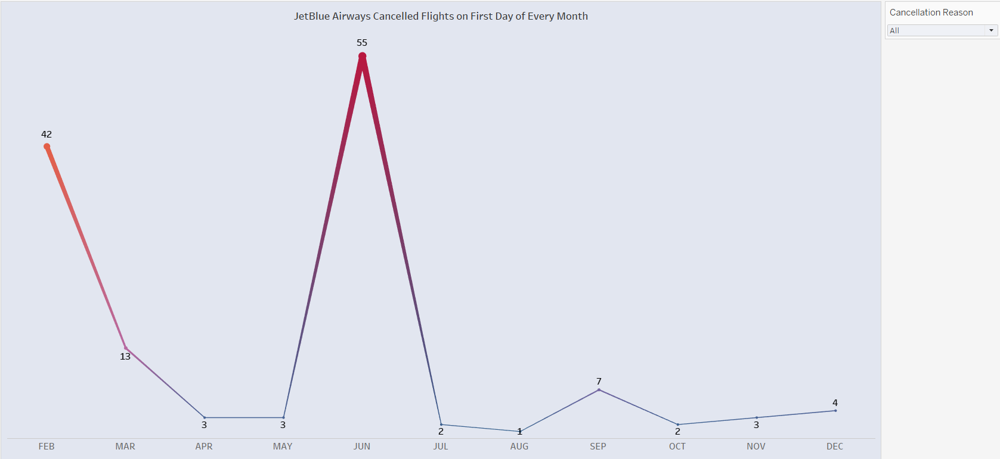 JetBlue Airways Cancelled Flights on First Day of Every Month
Cancellation Reason
All
55
42
13
3
3
2
1
7
2
3
4
FEB MAR APR MAY JUN JUL AUG SEP OCT NOV DEC